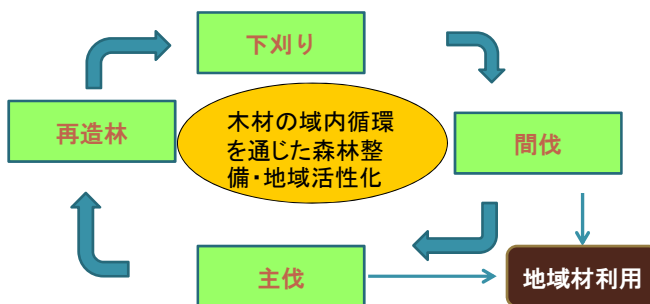 下刈り
再造林
木材の域内循環
を通じた森林整
備・地域活性化
間伐
主伐
地域材利用